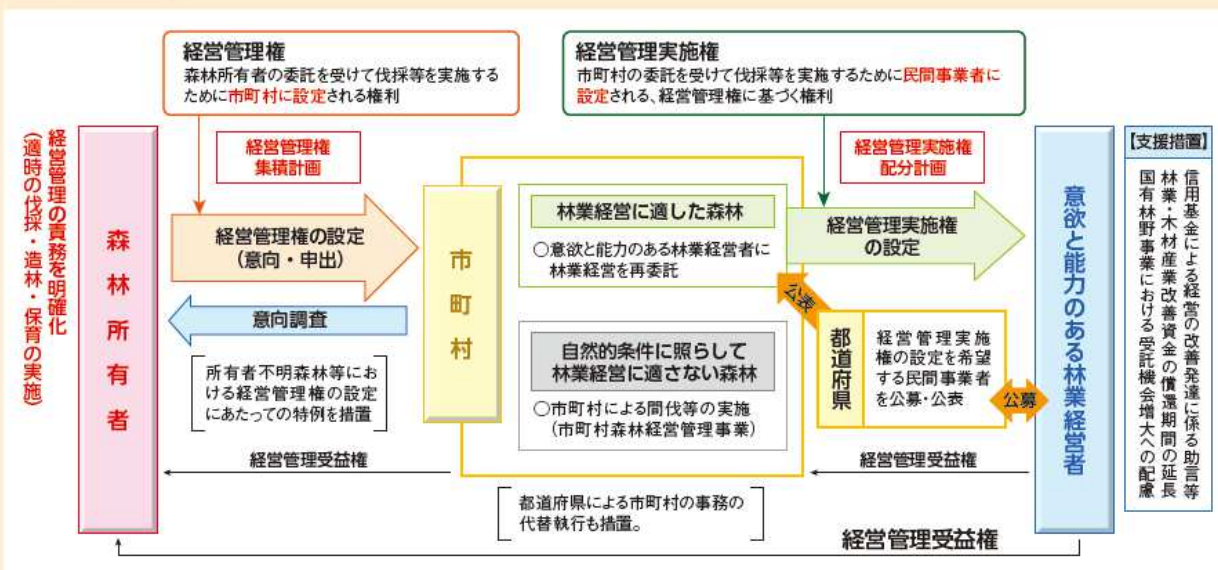 経営管理権
森林所有者の委託を受けて伐採等を実施する
ために市町村に設定される権利
経営管理実施権
市町村の委託を受けて伐採等を実施するために民間事業者に
設定される、経営管理権に基づく権利
経営管理の責務を明確化
(適時の伐採・造林・保育の実施)
森林所有者
経営管理権
集積計画
経営管理権の設定
(意向・申出)
意向調査
所有者不明森林等に
おける経営管理権の設定
にあたっての特例を措置
経営管理受益権
市町村
林業経営に適した森林
○意欲と能力のある林業経営者に
林業経営を再委託
自然的条件に照らして
林業経営に適さない森林
○市町村による間伐等の実施
(市町村森林経営管理事業)
都道府県による市町村の事務の
代替執行も措置。
経営管理実施権
配分計画
経営管理実施権
の設定
公表
都道府県
経営管理実施
権の設定を希望
する民間事業者
を公募・公表
公募
経営管理受益権
経営管理受益権
意欲と能力のある林業経営者
【支援措置】
信用基金による経営の改善発達に係る助言等
林業・木材産業改善資金の償還期間の延長
国有林野事業における受託機会増大への配慮